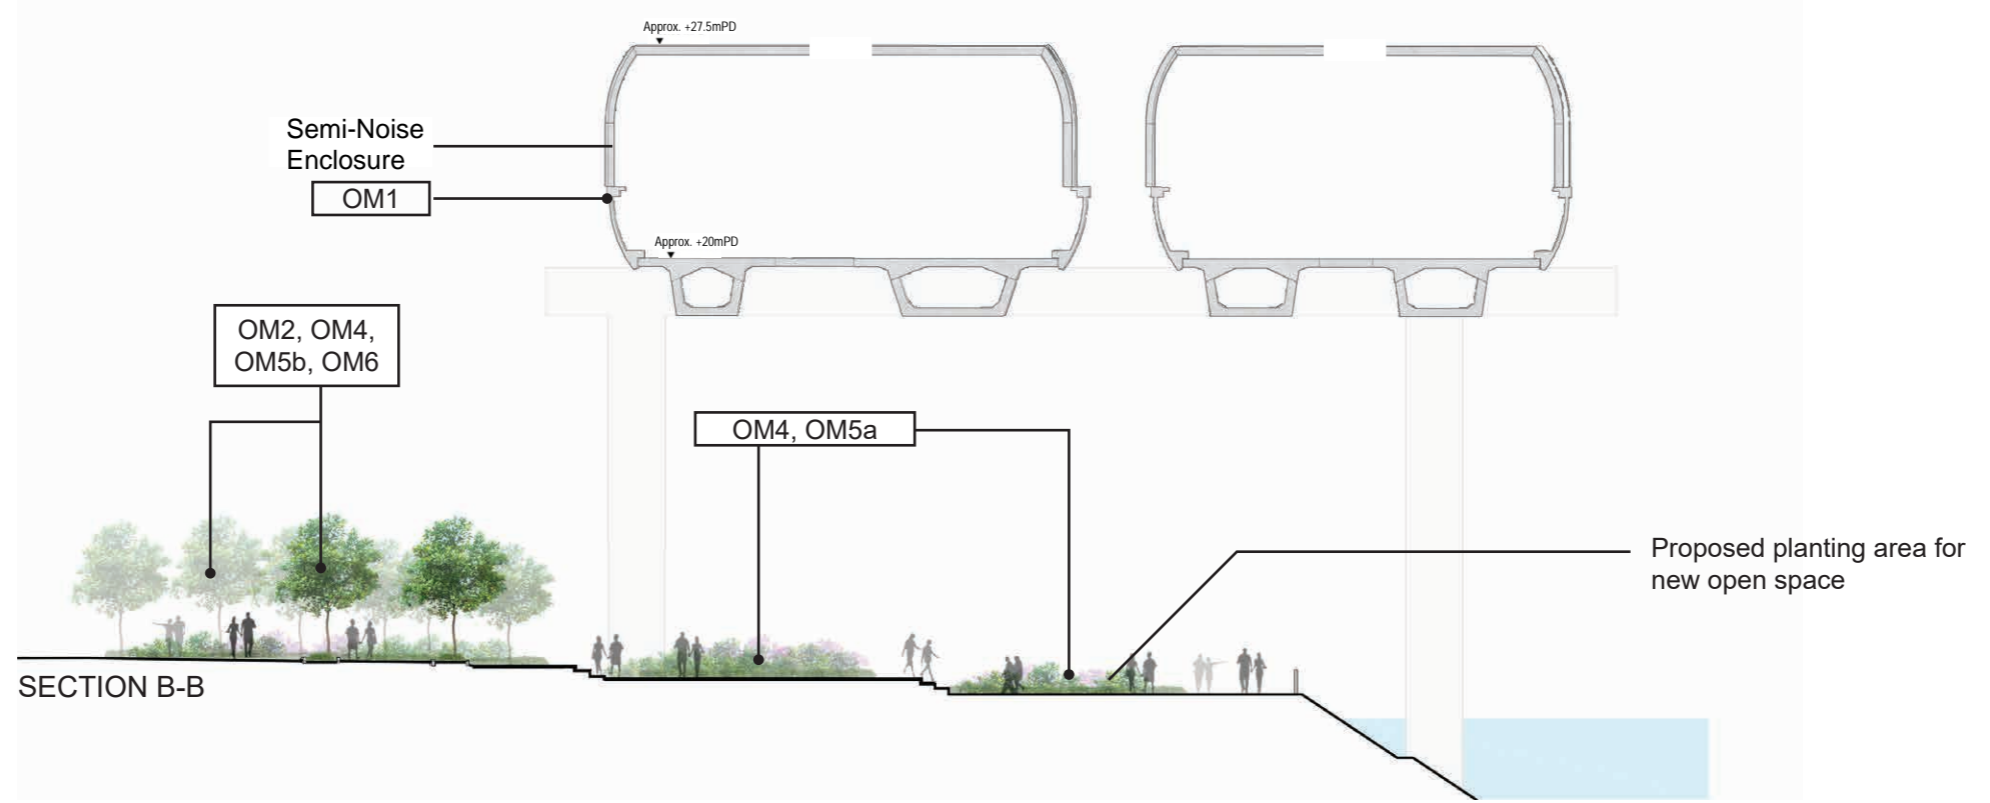 Approx. +27.5mPD
Semi-Noise
Enclosure
OM1
Approx. +20mPD
OM2, OM4,
OM5b, OM6
OM4, OM5a
Proposed planting area for
new open space
SECTION B-B